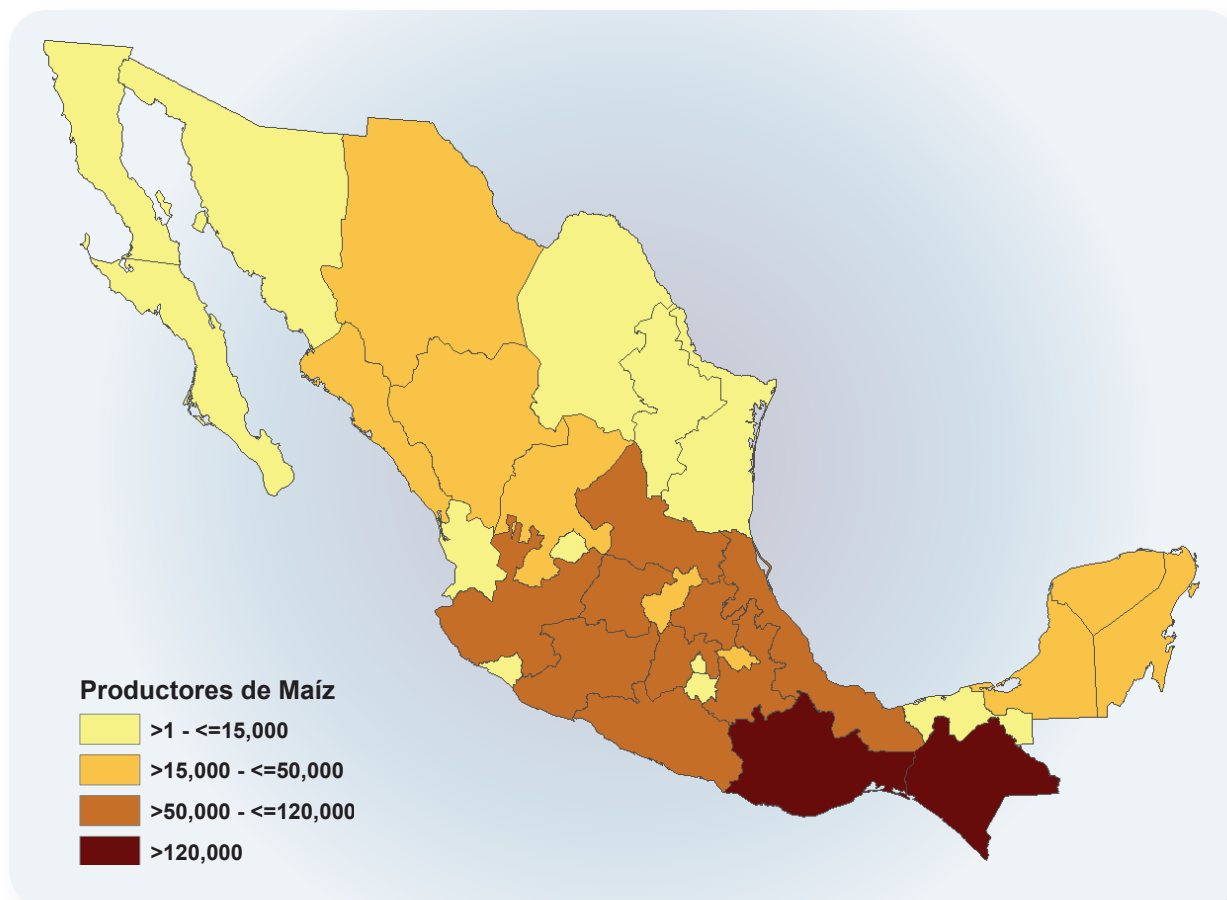 Productores de Maíz
>1 - <=15,000
>15,000 - <=50,000
>50,000 - <=120,000
>120,000